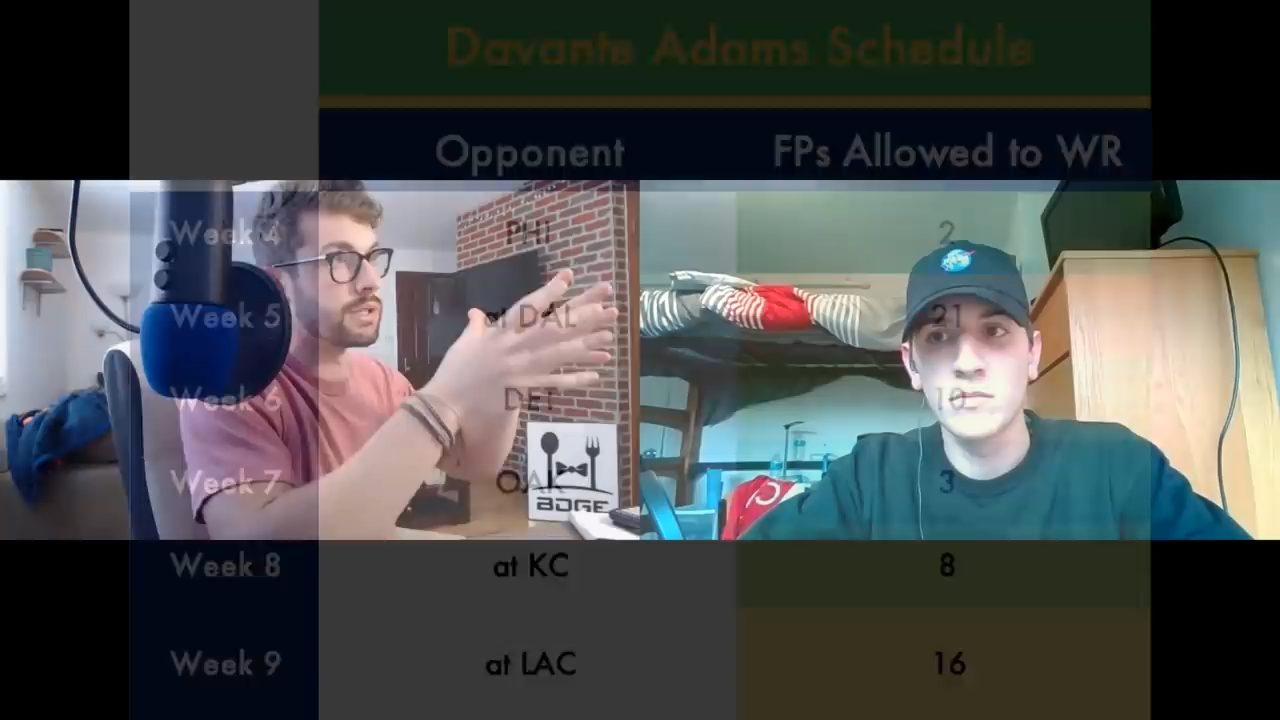 Davante Adams Schedule
Opponent FPs Allowed to WR
Week 4 PHI 2
Week 5 at DAL 21
Week 6 DET 10
Week 7 OAK 3
BDGE
Week 8 at KC 8
Week 9 at LAC 16